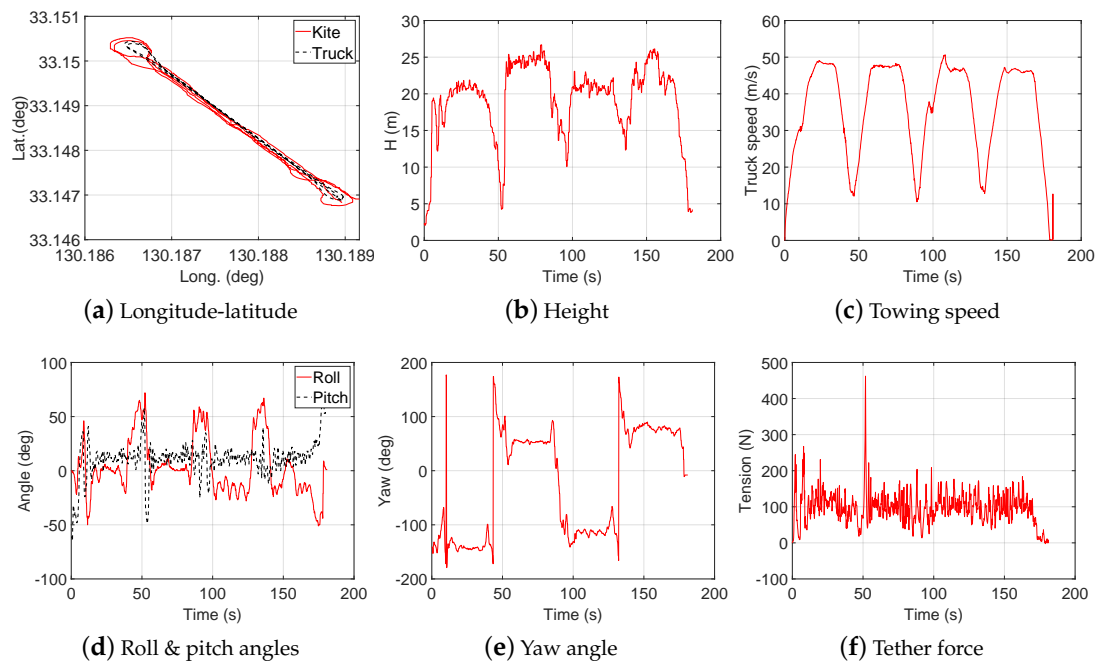 33.151
33.15
33.149
33.148
33.147
33.146
Lat.(deg)
Kite
Truck
130.186 130.187 130.188 130.189
Long. (deg)
(a) Longitude-latitude
30
25
20
15
10
5
0
H (m)
0 50 100 150 200
Time (s)
(b) Height
60
50
40
30
20
10
0
Truck speed (m/s)
0 50 100 150 200
Time (s)
(c) Towing speed
100
50
0
-50
-100
Angle (deg)
Roll
Pitch
0 50 100 150 200
Time (s)
(d) Roll & pitch angles
200
100
0
-100
-200
Yaw (deg)
0 50 100 150 200
Time (s)
(e) Yaw angle
500
400
300
200
100
0
-100
Tension (N)
0 50 100 150 200
Time (s)
(f) Tether force